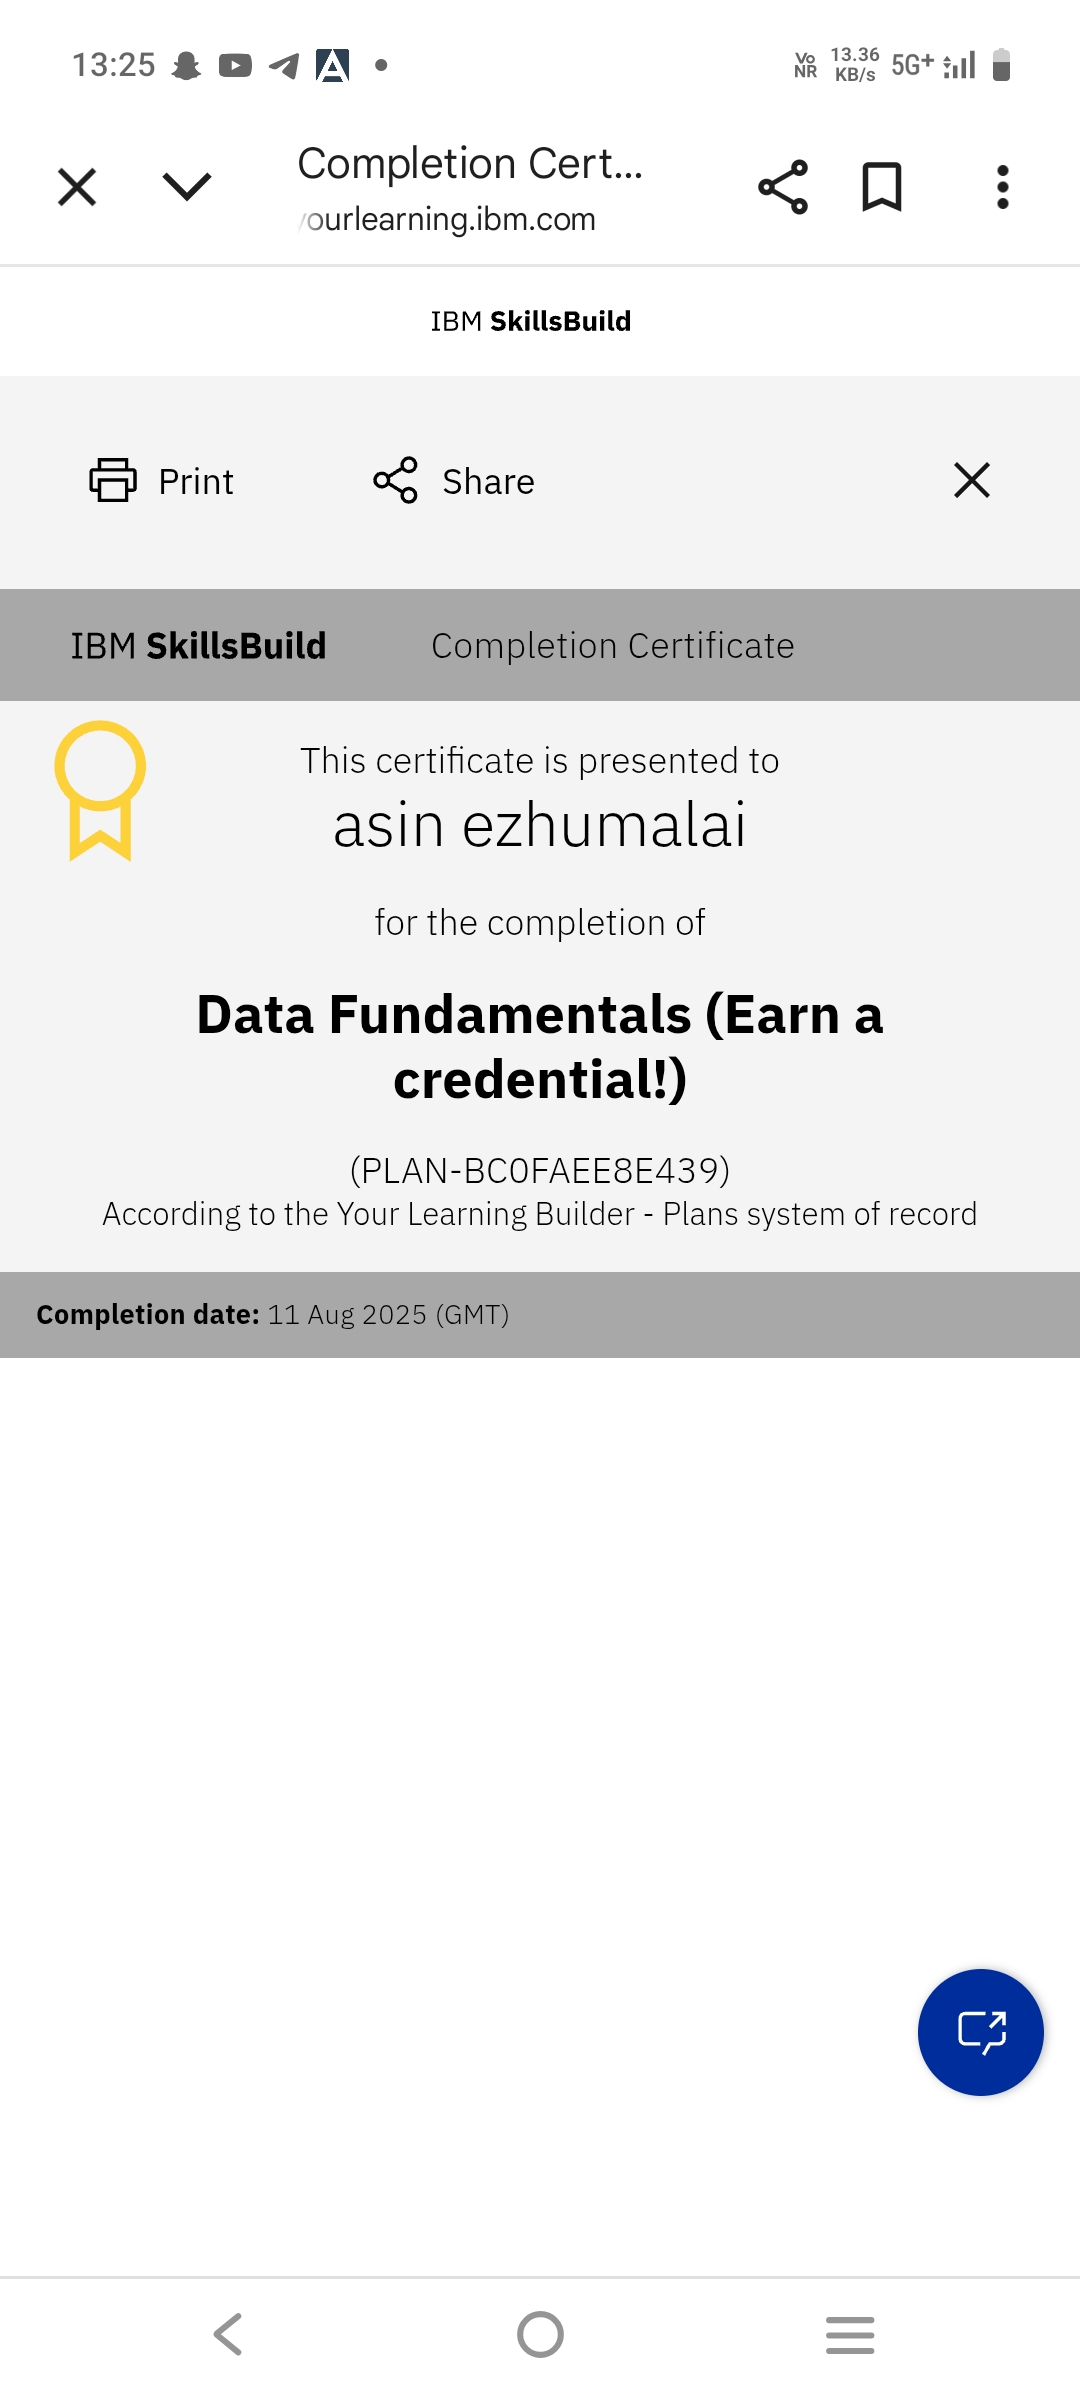 13:25
Vo
NR
13.36
KB/s
5G+
Completion Cert...
yourlearning.ibm.com
IBM SkillsBuild
Print
Share
IBM SkillsBuild
Completion Certificate
This certificate is presented to
asin ezhumalai
for the completion of
Data Fundamentals (Earn a
credential!)
(PLAN-BC0FAEE8E439)
According to the Your Learning Builder - Plans system of record
Completion date: 11 Aug 2025 (GMT)